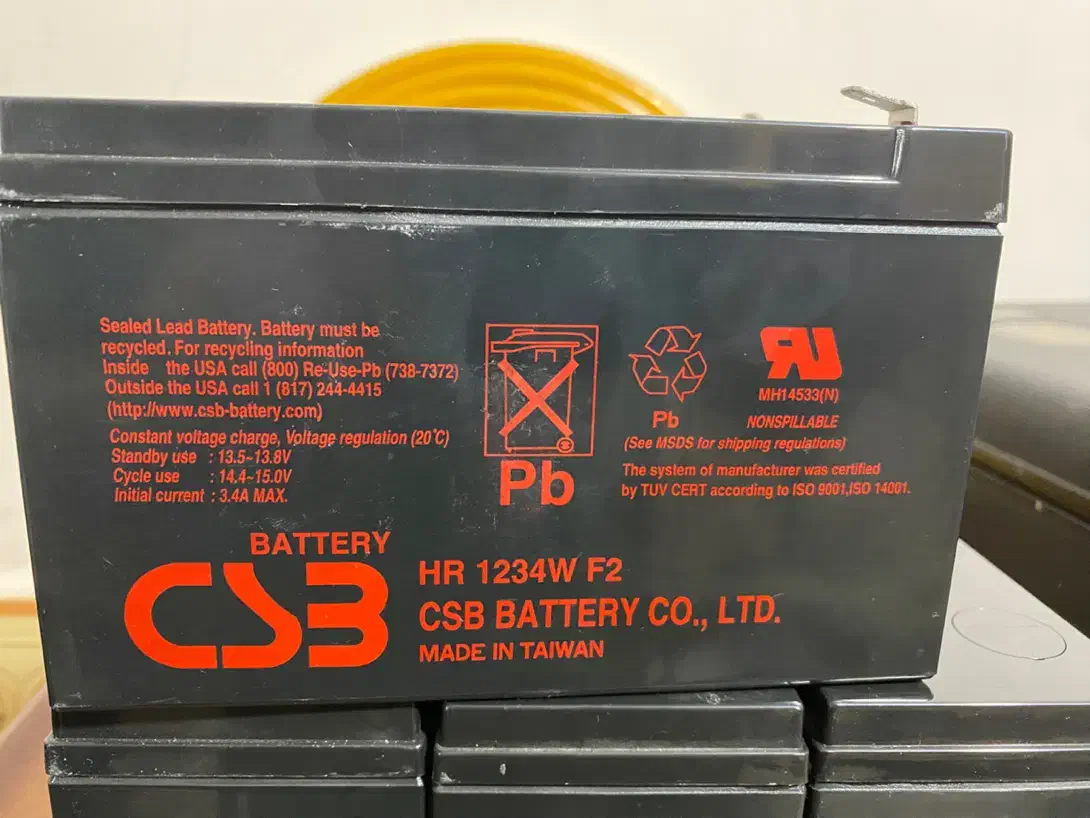 Sealed Lead Battery. Battery must be
recycled. For recycling information
Inside the USA call (800) Re-Use-Pb (738-7372)
Outside the USA call 1 (817) 244-4415
(http://www.csb-battery.com)
Constant voltage charge, Voltage regulation (20°C)
Standby use : 13.5~13.8V
Cycle use : 14.4~15.0V
Initial current : 3.4A MAX.
Pb
Pb
RU
MH14533(N)
NONSPILLABLE
(See MSDS for shipping regulations)
The system of manufacturer was certified
by TUV CERT according to ISO 9001,ISO 14001.
BATTERY
CSB
HR 1234W F2
CSB BATTERY CO., LTD.
MADE IN TAIWAN